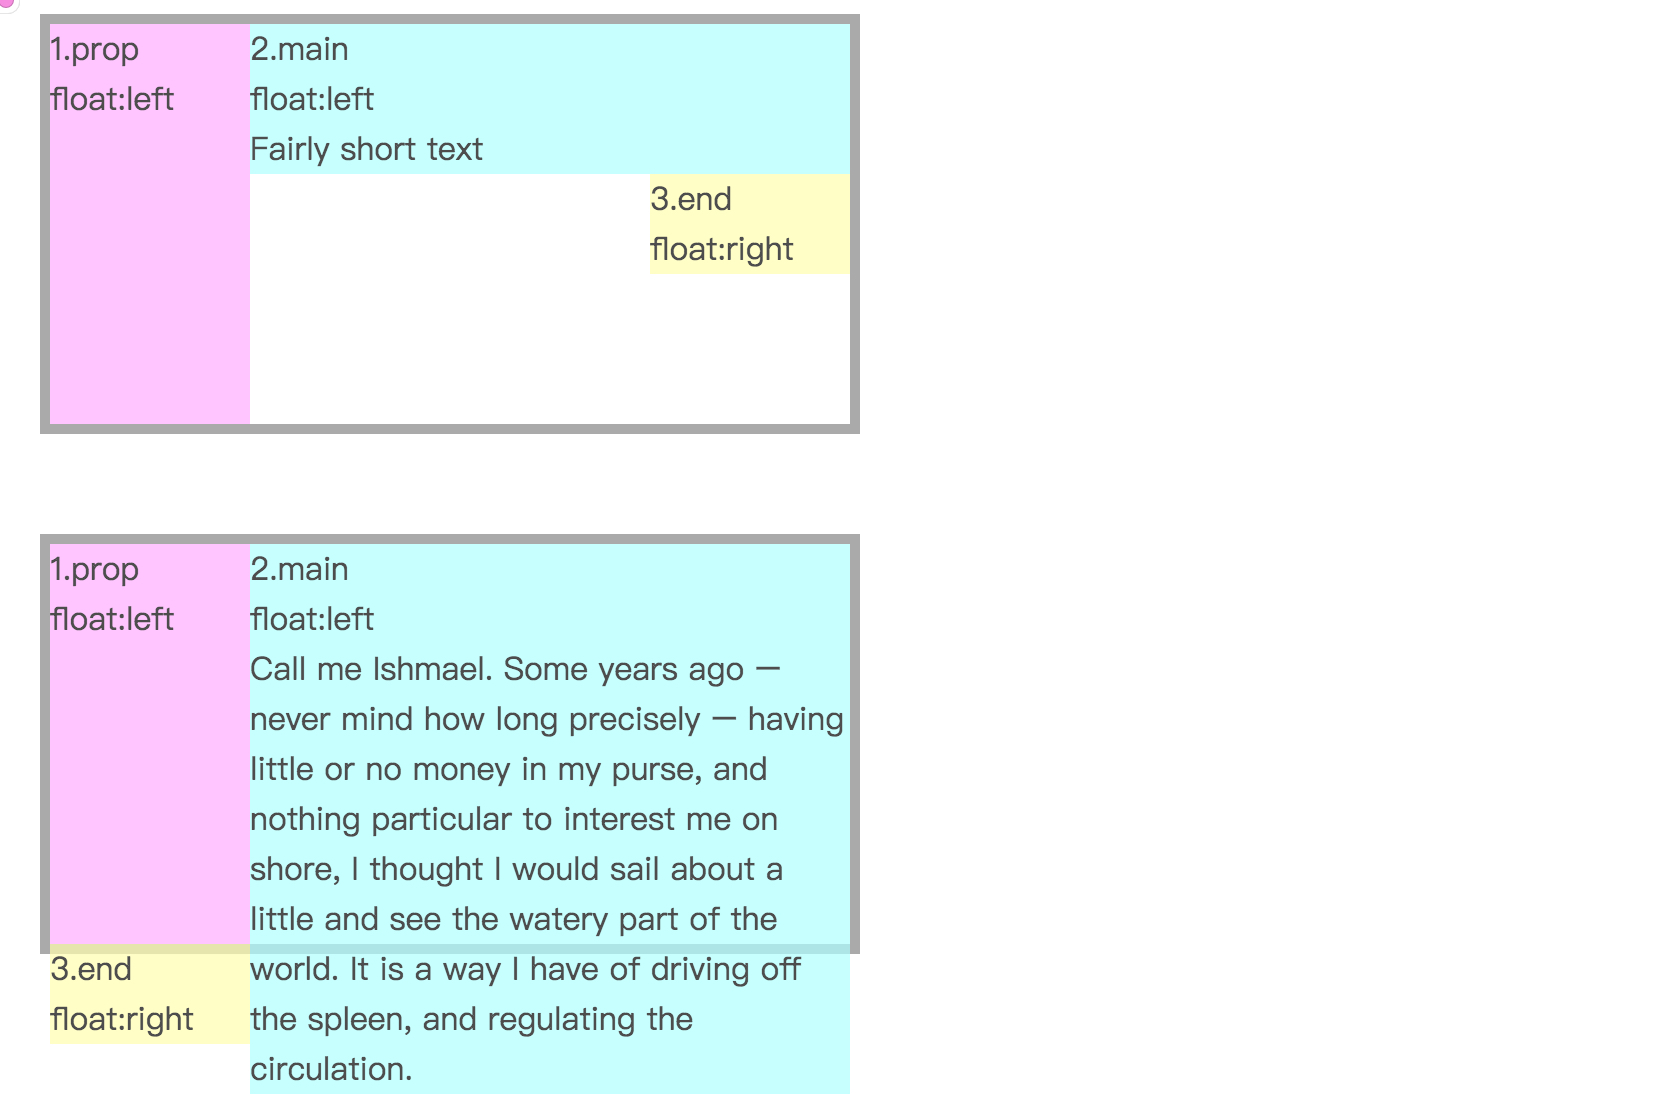 1.prop
float:left
2.main
float:left
Fairly short text
3.end
float:right
1.prop
float:left
2.main
float:left
Call me Ishmael. Some years ago —
never mind how long precisely — having
little or no money in my purse, and
nothing particular to interest me on
shore, I thought I would sail about a
little and see the watery part of the
world. It is a way I have of driving off
the spleen, and regulating the
circulation.
3.end
float:right